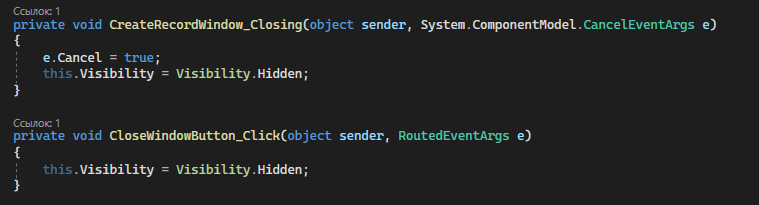 Ссылок: 1
private void CreateRecordWindow_Closing(object sender, System.ComponentModel.CancelEventArgs e)
{
e.Cancel = true;
this.Visibility = Visibility.Hidden;
}
Ссылок: 1
private void CloseWindowButton_Click(object sender, RoutedEventArgs e)
{
this.Visibility = Visibility.Hidden;
}